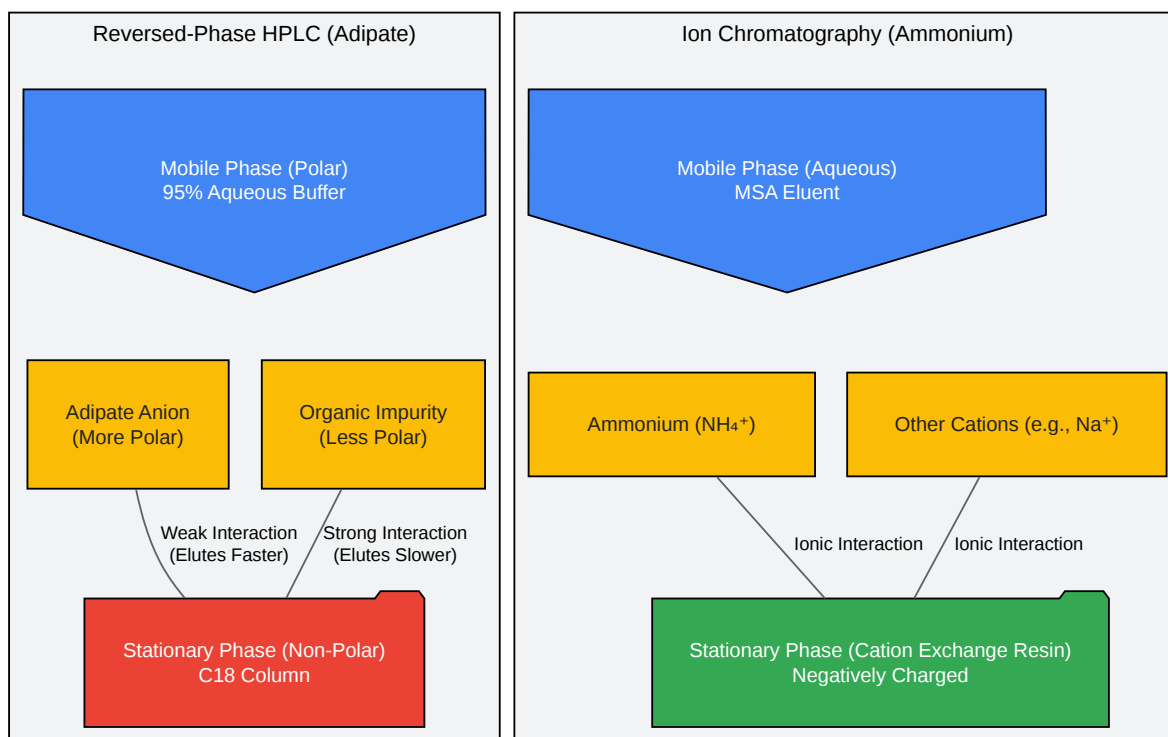 Reversed-Phase HPLC (Adipate)
Mobile Phase (Polar)
95% Aqueous Buffer
Adipate Anion
(More Polar)
Organic Impurity
(Less Polar)
Weak Interaction
(Elutes Faster)
Strong Interaction
(Elutes Slower)
Stationary Phase (Non-Polar)
C18 Column
Ion Chromatography (Ammonium)
Mobile Phase (Aqueous)
MSA Eluent
Ammonium (NH₄⁺)
Other Cations (e.g., Na⁺)
Ionic Interaction
Ionic Interaction
Stationary Phase (Cation Exchange Resin)
Negatively Charged